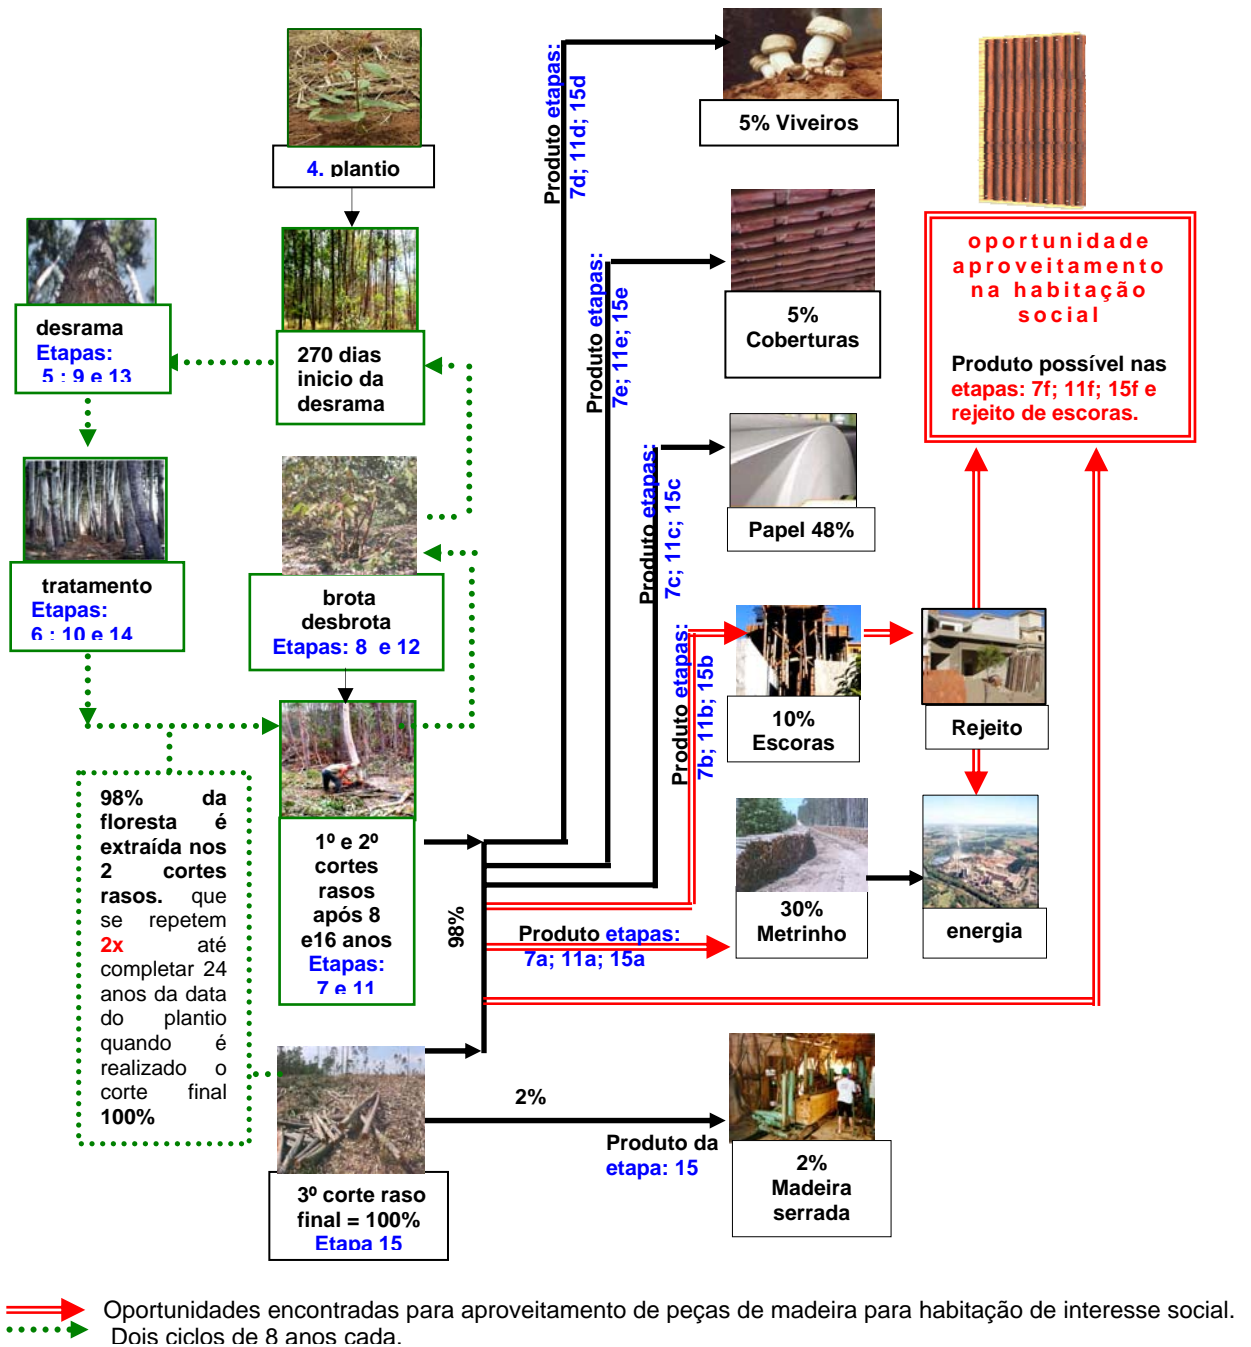 4. plantio
desrama
Etapas:
5 : 9 e 13
270 dias
inicio da
desrama
tratamento
Etapas:
6 : 10 e 14
brota
desbrota
Etapas: 8 e 12
98% da
floresta é
extraída nos
2 cortes
rasos. que
se repetem
2x até
completar 24
anos da data
do plantio
quando é
realizado o
corte final
100%
1º e 2º
cortes
rasos
após 8
e16 anos
Etapas:
7 e 11
3º corte raso
final = 100%
Etapa 15
98%
2%
Produto da
etapa: 15
Produto etapas:
7d; 11d; 15d
Produto etapas:
7e; 11e; 15e
Produto etapas:
7c; 11c; 15c
Produto etapas:
7b; 11b; 15b
Produto etapas:
7a; 11a; 15a
5% Viveiros
5%
Coberturas
Papel 48%
10%
Escoras
30%
Metrinho
2%
Madeira
serrada
Rejeito
energia
oportunidade
aproveitamento
na habitação
social
Produto possível nas
etapas: 7f; 11f; 15f e
rejeito de escoras.
Oportunidades encontradas para aproveitamento de peças de madeira para habitação de interesse social.
Dois ciclos de 8 anos cada.